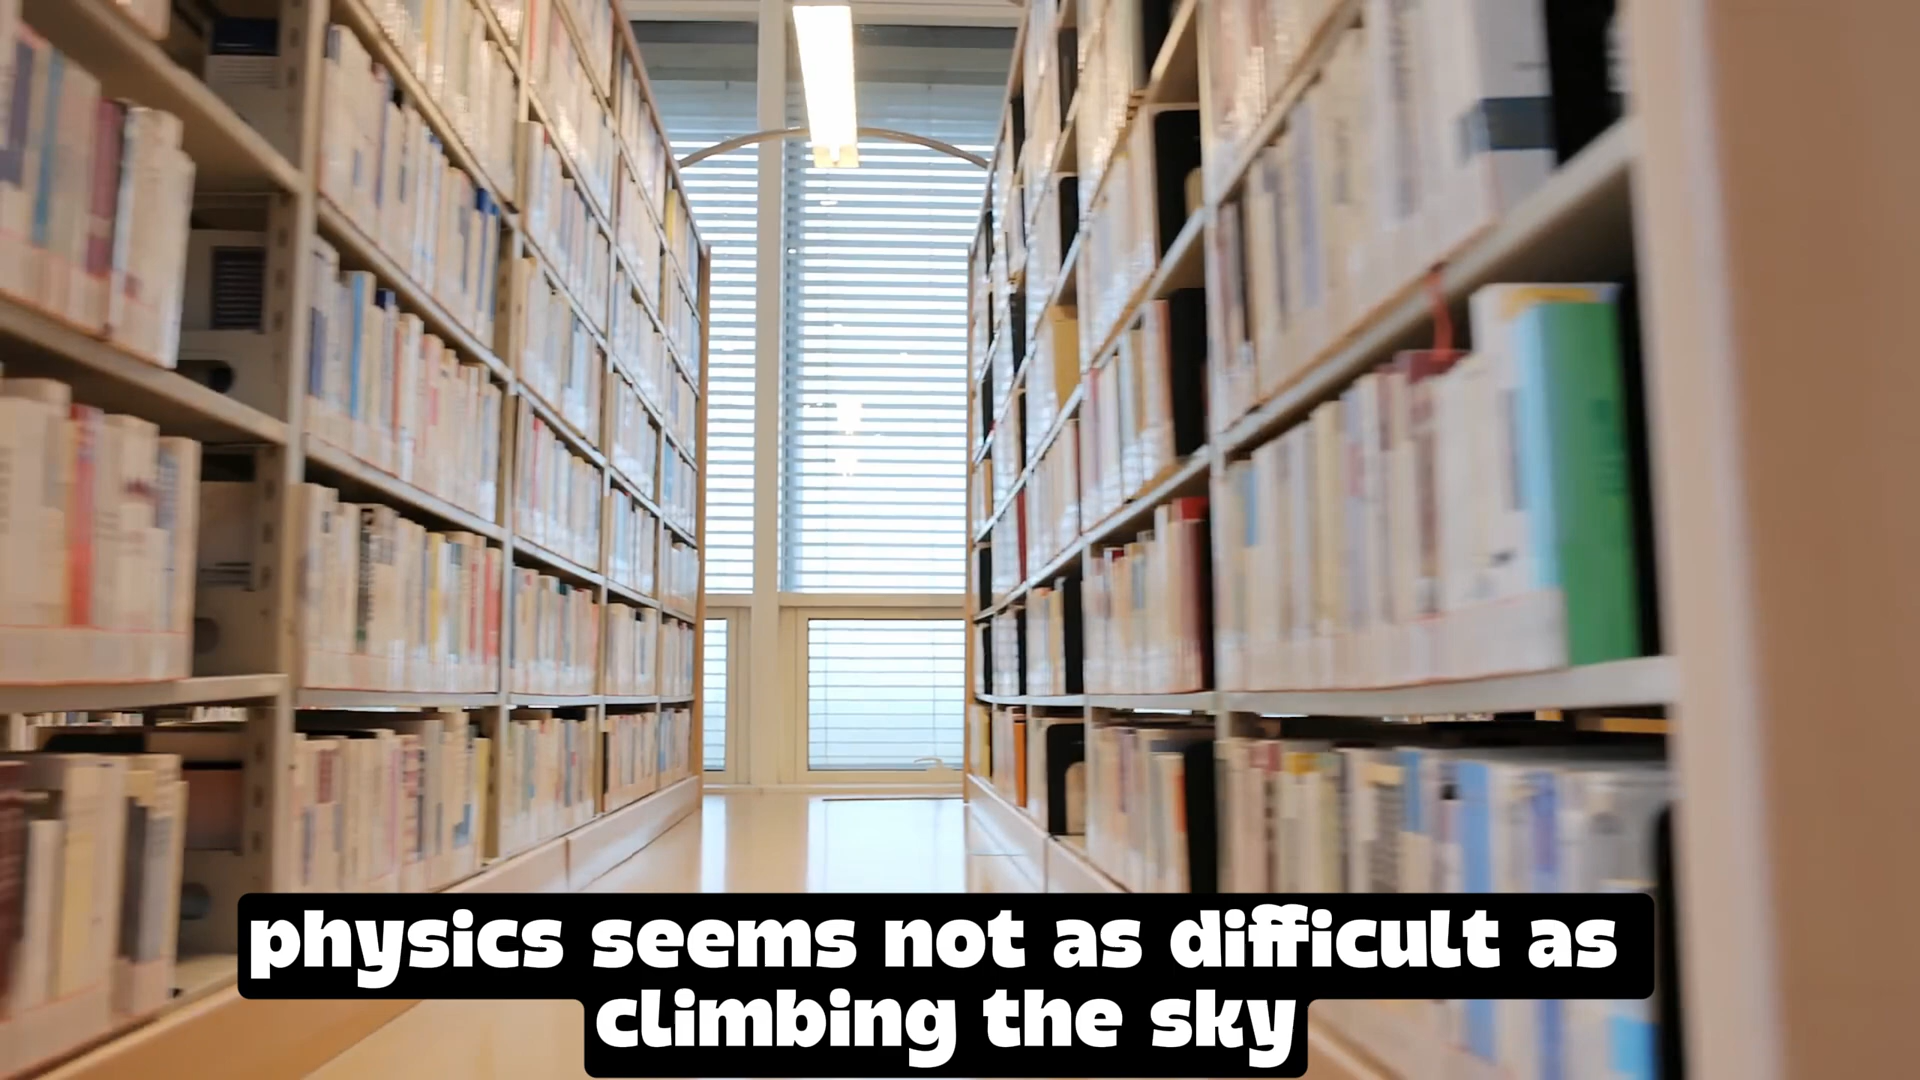 physics seems not as difficult as
climbing the sky